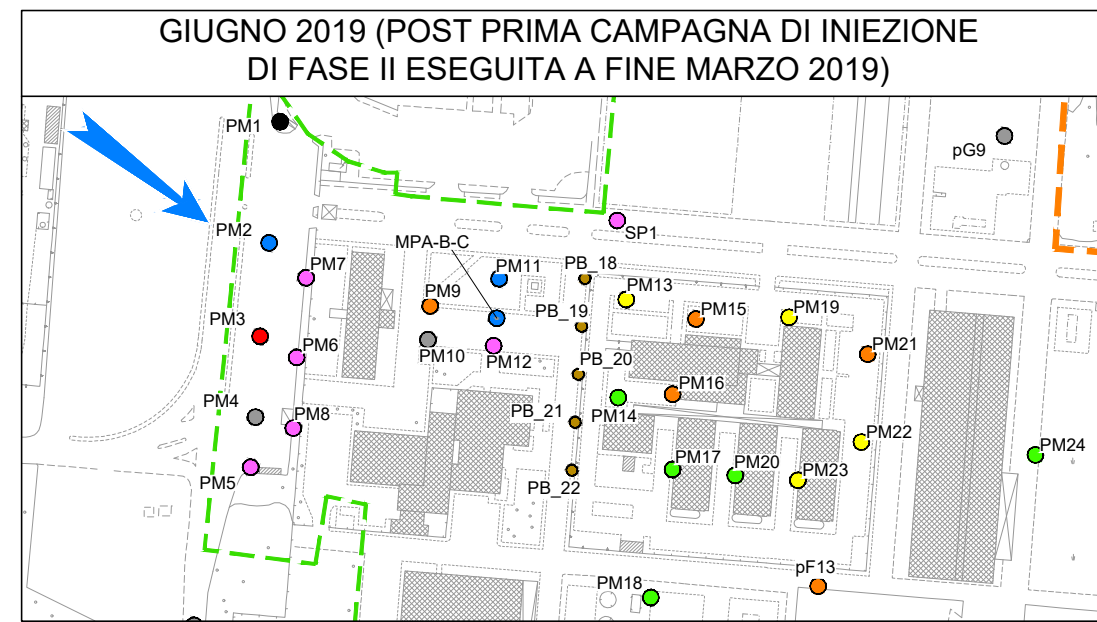 GIUGNO 2019 (POST PRIMA CAMPAGNA DI INIEZIONE
DI FASE II ESEGUITA A FINE MARZO 2019)
PM1
pG9
PM2
SP1
MPA-B-C
PM7
PM11
PB_18
PM13
PM9
PM15
PM19
PM3
PB_19
PM10
PM12
PM6
PM21
PB_20
PM16
PM4
PM8
PB_21
PM14
PM22
PM24
PM5
PB_22
PM17
PM20
PM23
PM18
pF13